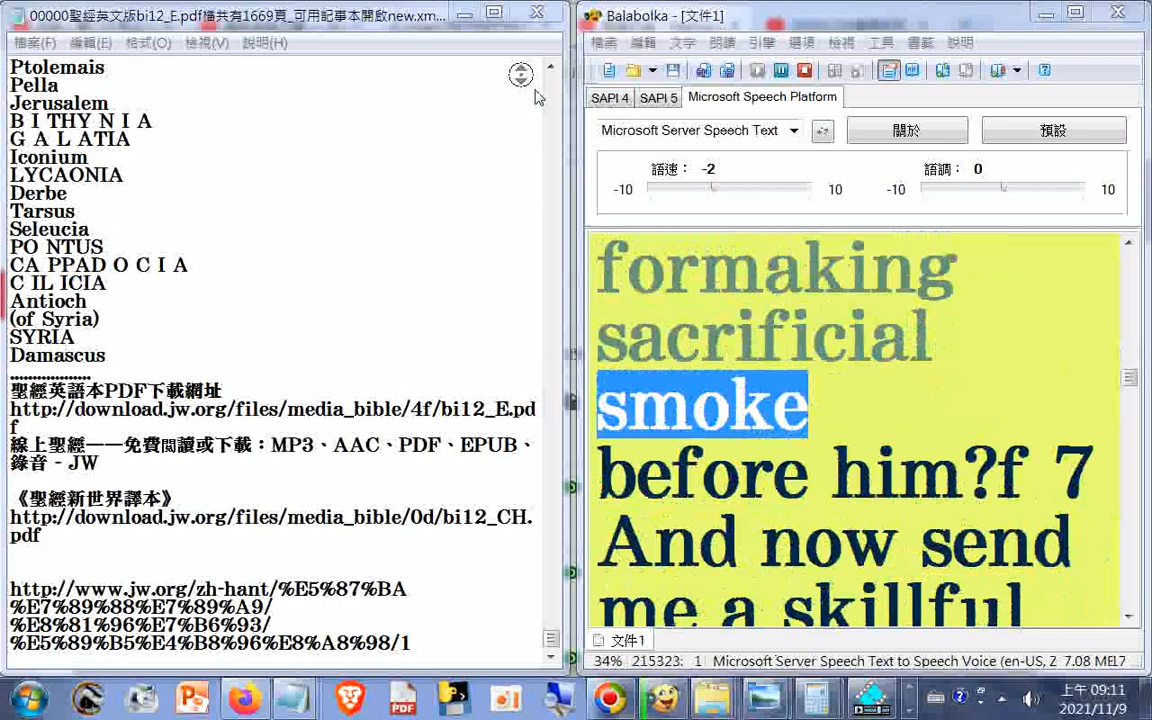 00000聖經英文版bi12_E.pdf檔共有1669頁_可用記事本開啟new.xm...
檔案(F) 編輯(E) 格式(O) 檢視(V) 說明(H)
Ptolemais
Pella
Jerusalem
B I THY N I A
G A L ATIA
Iconium
LYCAONIA
Derbe
Tarsus
Seleucia
PO NTUS
CA PPAD O C I A
C IL ICIA
Antioch
(of Syria)
SYRIA
Damascus
..................
聖經英語本PDF下載網址
http://download.jw.org/files/media_bible/4f/bi12_E.pd
f
線上聖經——免費閱讀或下載：MP3、AAC、PDF、EPUB、
錄音 - JW
《聖經新世界譯本》
http://download.jw.org/files/media_bible/0d/bi12_CH.
pdf
http://www.jw.org/zh-hant/%E5%87%BA
%E7%89%88%E7%89%A9/
%E8%81%96%E7%B6%93/
%E5%89%B5%E4%B8%96%E8%A8%98/1
Balabolka - [文件1]
檔案 編輯 文字 朗讀 引擎 選項 檢視 工具 書籤 說明
SAPI 4 SAPI 5 Microsoft Speech Platform
Microsoft Server Speech Text 關於 預設
語速： -2 語調： 0
-10 10 -10 10
formaking
sacrificial
smoke
before him?f 7
And now send
me a skillful
文件1
34% 215323: 1 Microsoft Server Speech Text to Speech Voice (en-US, Z 7.08 МБ
PDF
上午 09:11
2021/11/9